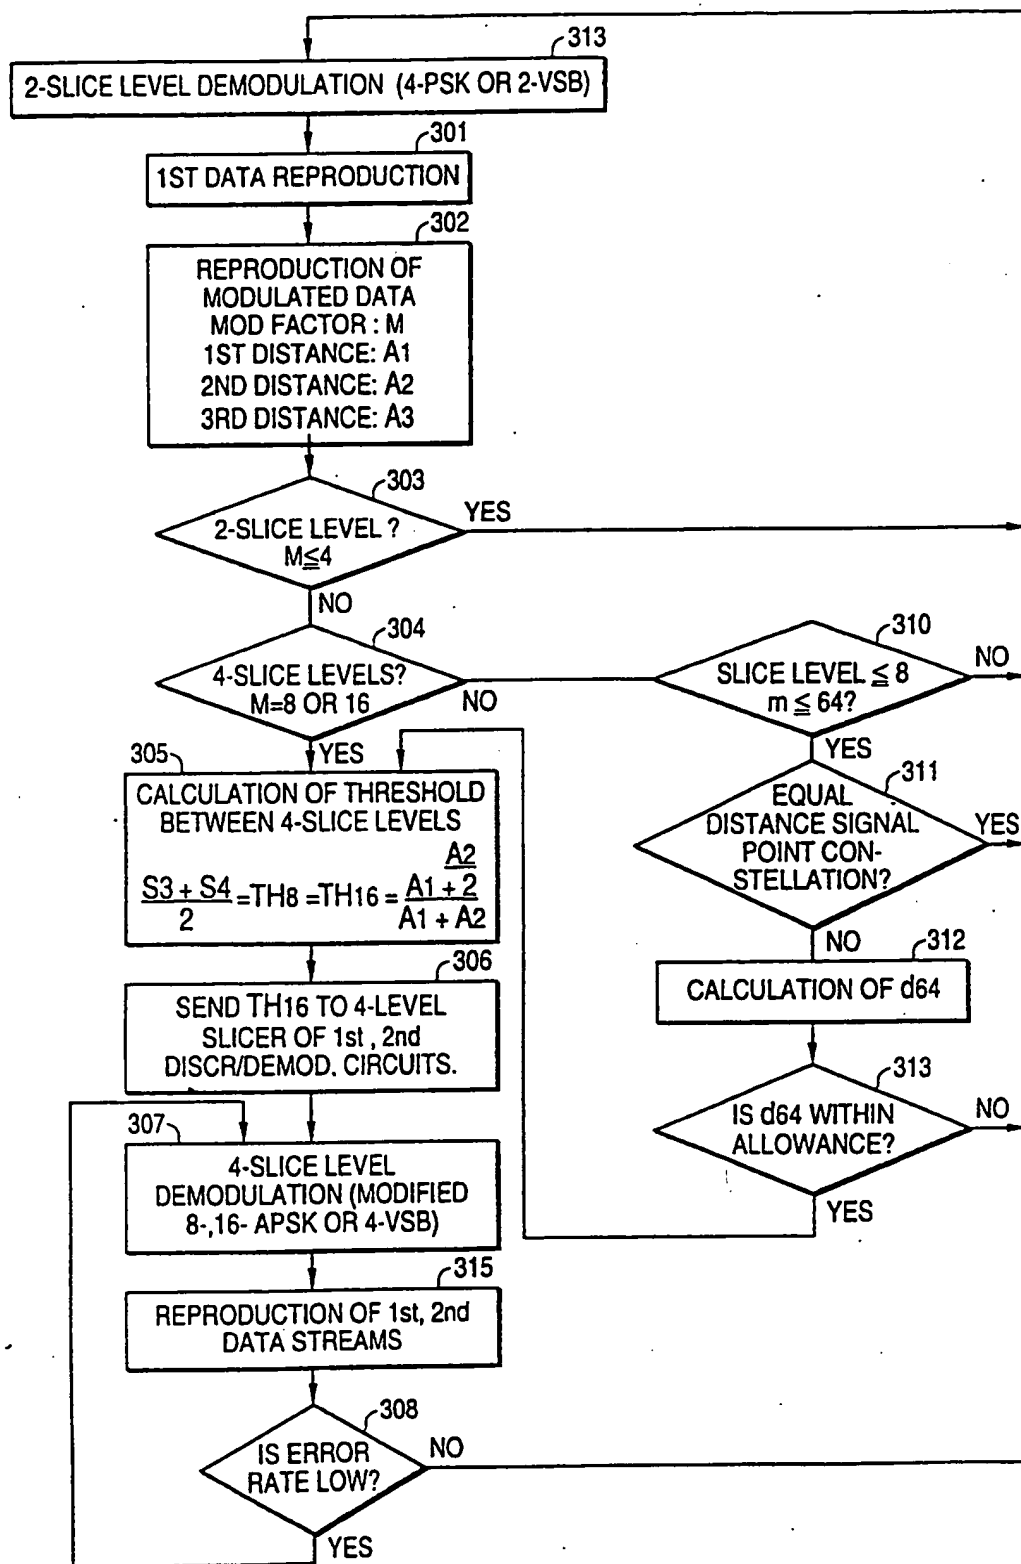 313
2-SLICE LEVEL DEMODULATION (4-PSK OR 2-VSB)
301
1ST DATA REPRODUCTION
302
REPRODUCTION OF
MODULATED DATA
MOD FACTOR : M
1ST DISTANCE: A1
2ND DISTANCE: A2
3RD DISTANCE: A3
303
2-SLICE LEVEL ?
M≦4
YES
NO
304
4-SLICE LEVELS?
M=8 OR 16
NO
YES
310
SLICE LEVEL ≦ 8
m ≦ 64?
NO
YES
305
CALCULATION OF THRESHOLD
BETWEEN 4-SLICE LEVELS
S3 + S4 / 2 = TH8 = TH16 = A1 + A2/2 / A1 + A2
311
EQUAL
DISTANCE SIGNAL
POINT CON-
STELLATION?
YES
NO
306
SEND TH16 TO 4-LEVEL
SLICER OF 1st , 2nd
DISCR/DEMOD. CIRCUITS.
312
CALCULATION OF d64
313
IS d64 WITHIN
ALLOWANCE?
NO
YES
307
4-SLICE LEVEL
DEMODULATION (MODIFIED
8-,16- APSK OR 4-VSB)
315
REPRODUCTION OF 1st, 2nd
DATA STREAMS
308
IS ERROR
RATE LOW?
NO
YES